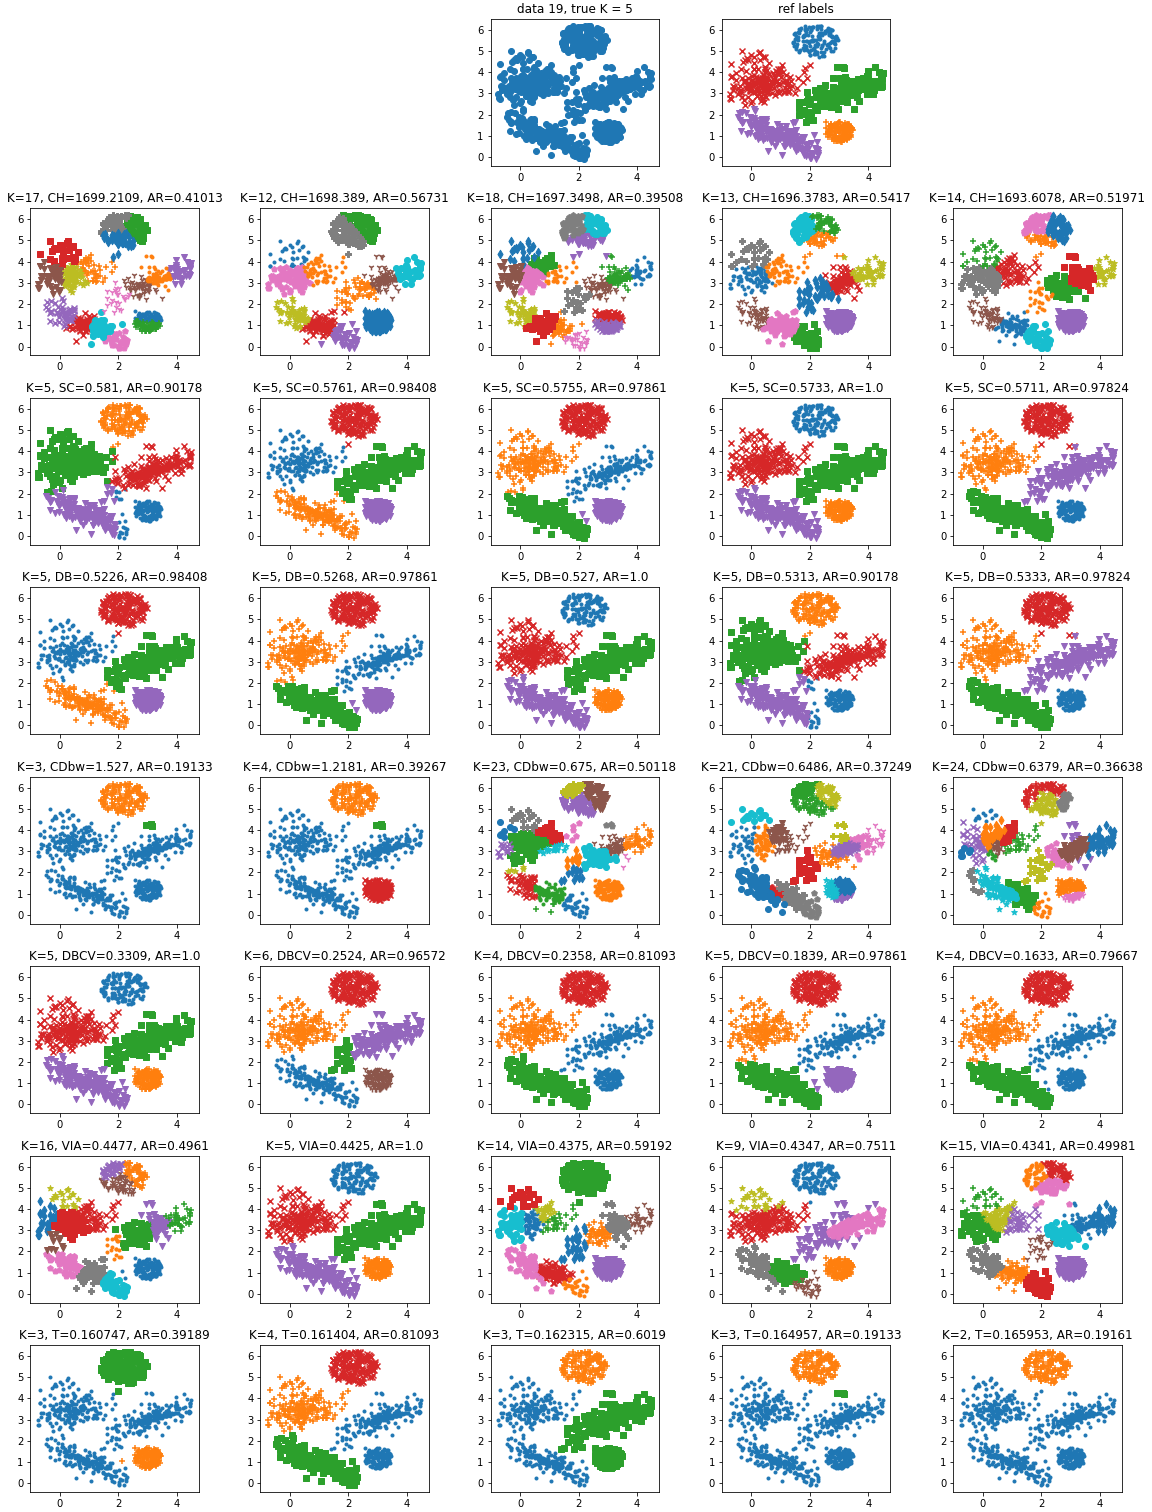 data 19, true K = 5
ref labels
K=17, CH=1699.2109, AR=0.41013
K=12, CH=1698.389, AR=0.56731
K=18, CH=1697.3498, AR=0.39508
K=13, CH=1696.3783, AR=0.5417
K=14, CH=1693.6078, AR=0.51971
K=5, SC=0.581, AR=0.90178
K=5, SC=0.5761, AR=0.98408
K=5, SC=0.5755, AR=0.97861
K=5, SC=0.5733, AR=1.0
K=5, SC=0.5711, AR=0.97824
K=5, DB=0.5226, AR=0.98408
K=5, DB=0.5268, AR=0.97861
K=5, DB=0.527, AR=1.0
K=5, DB=0.5313, AR=0.90178
K=5, DB=0.5333, AR=0.97824
K=3, CDbw=1.527, AR=0.19133
K=4, CDbw=1.2181, AR=0.39267
K=23, CDbw=0.675, AR=0.50118
K=21, CDbw=0.6486, AR=0.37249
K=24, CDbw=0.6379, AR=0.36638
K=5, DBCV=0.3309, AR=1.0
K=6, DBCV=0.2524, AR=0.96572
K=4, DBCV=0.2358, AR=0.81093
K=5, DBCV=0.1839, AR=0.97861
K=4, DBCV=0.1633, AR=0.79667
K=16, VIA=0.4477, AR=0.4961
K=5, VIA=0.4425, AR=1.0
K=14, VIA=0.4375, AR=0.59192
K=9, VIA=0.4347, AR=0.7511
K=15, VIA=0.4341, AR=0.49981
K=3, T=0.160747, AR=0.39189
K=4, T=0.161404, AR=0.81093
K=3, T=0.162315, AR=0.6019
K=3, T=0.164957, AR=0.19133
K=2, T=0.165953, AR=0.19161